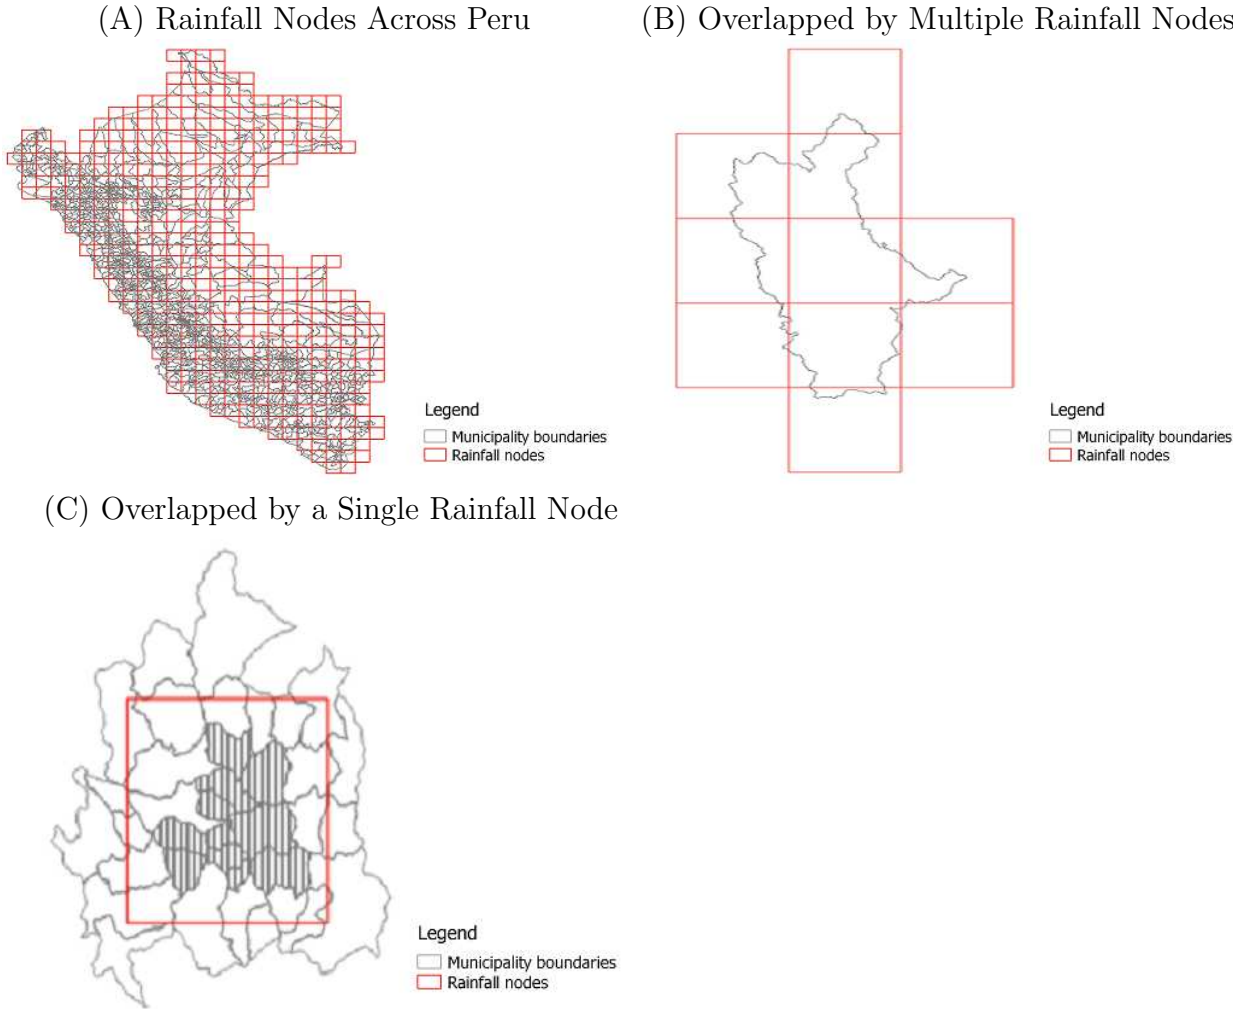 (A) Rainfall Nodes Across Peru
(B) Overlapped by Multiple Rainfall Nodes
Legend
Municipality boundaries
Rainfall nodes
Legend
Municipality boundaries
Rainfall nodes
(C) Overlapped by a Single Rainfall Node
Legend
Municipality boundaries
Rainfall nodes